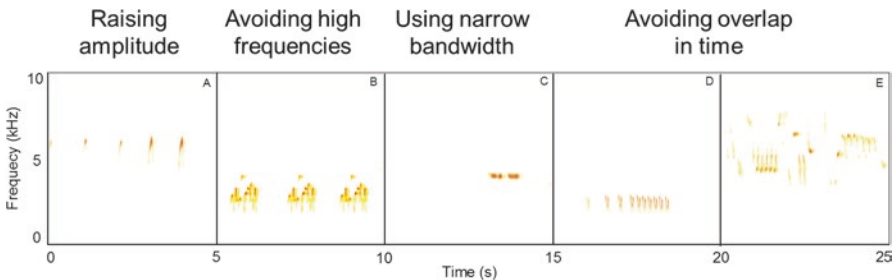 Raising
amplitude
Avoiding high
frequencies
Using narrow
bandwidth
Avoiding overlap
in time
10
A
B
C
D
E
Frequecy (kHz)
5
0
0
5
10
15
20
25
Time (s)